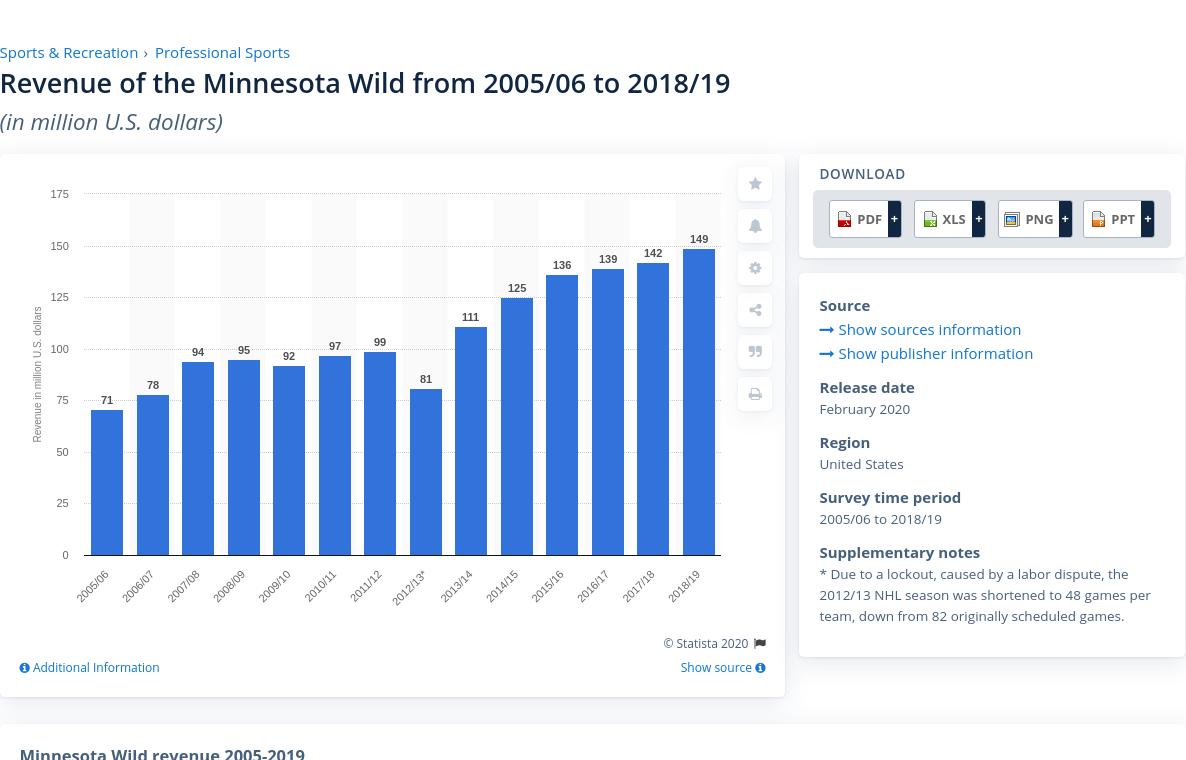 Sports & Recreation › Professional Sports
Revenue of the Minnesota Wild from 2005/06 to 2018/19
(in million U.S. dollars)
175
150
125
100
75
50
25
0
Revenue in million U.S. dollars
71
78
94
95
92
97
99
81
111
125
136
139
142
149
2005/06
2006/07
2007/08
2008/09
2009/10
2010/11
2011/12
2012/13*
2013/14
2014/15
2015/16
2016/17
2017/18
2018/19
© Statista 2020
Additional Information
Show source
DOWNLOAD
PDF + XLS + PNG + PPT +
Source
Show sources information
Show publisher information
Release date
February 2020
Region
United States
Survey time period
2005/06 to 2018/19
Supplementary notes
* Due to a lockout, caused by a labor dispute, the
2012/13 NHL season was shortened to 48 games per
team, down from 82 originally scheduled games.
Minnesota Wild revenue 2005-2019